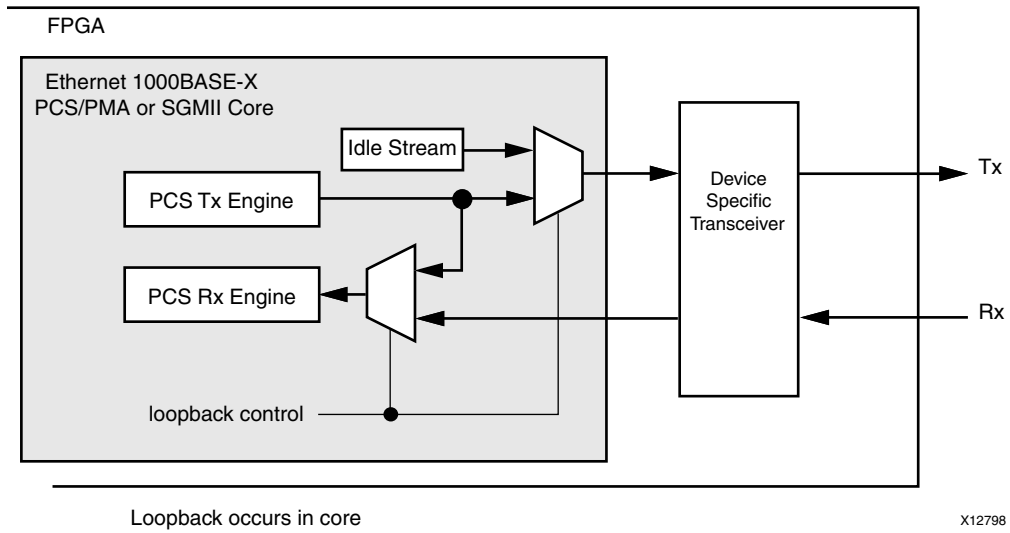 FPGA
Ethernet 1000BASE-X
PCS/PMA or SGMII Core
Idle Stream
PCS Tx Engine
Device
Specific
Transceiver
Tx
PCS Rx Engine
Rx
loopback control
Loopback occurs in core
X12798